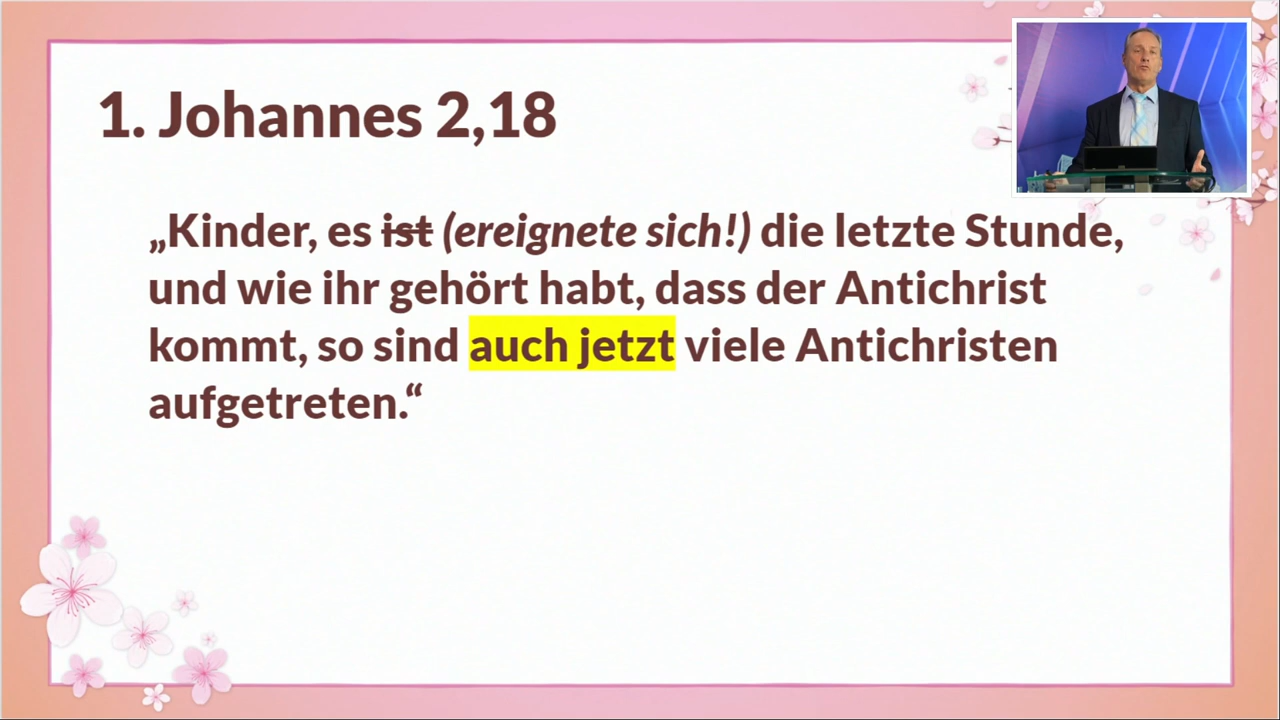 1. Johannes 2,18
„Kinder, es ist (ereignete sich!) die letzte Stunde,
und wie ihr gehört habt, dass der Antichrist
kommt, so sind auch jetzt viele Antichristen
aufgetreten.“